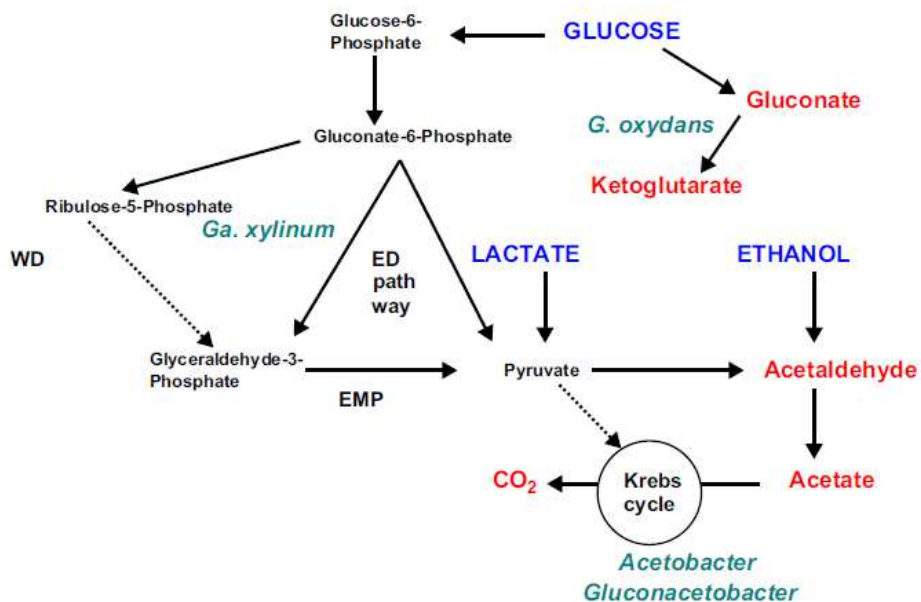 Glucose-6-
Phosphate
GLUCOSE
Gluconate
G. oxydans
Gluconate-6-Phosphate
Ketoglutarate
Ribulose-5-Phosphate
Ga. xylinum
WD
ED
path
way
LACTATE
ETHANOL
Glyceraldehyde-3-
Phosphate
EMP
Pyruvate
Acetaldehyde
CO2
Krebs
cycle
Acetate
Acetobacter
Gluconacetobacter